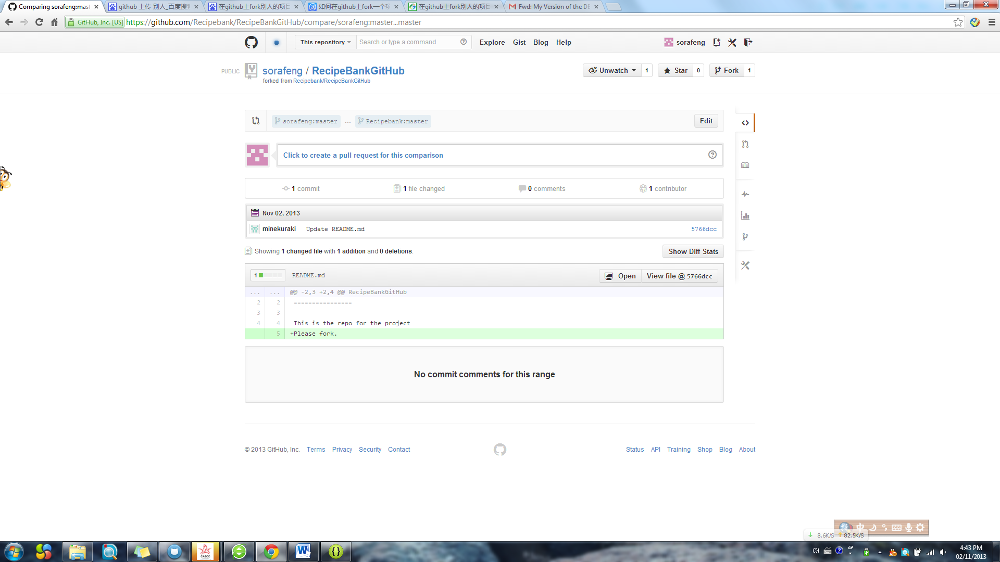 Comparing sorafeng:mast
github 上传 别人_百度搜索
在github上fork别人的项目
如何在github上fork一个项
在github上fork别人的项目
Fwd: My Version of the DE
GitHub, Inc. [US]
https://github.com/Recipebank/RecipeBankGitHub/compare/sorafeng:master...master
This repository
Search or type a command
Explore
Gist
Blog
Help
sorafeng
PUBLIC
sorafeng / RecipeBankGitHub
forked from Recipebank/RecipeBankGitHub
Unwatch 1
Star 0
Fork 1
sorafeng:master ... Recipebank:master
Edit
Click to create a pull request for this comparison
1 commit
1 file changed
0 comments
1 contributor
Nov 02, 2013
minekuraki Update README.md 5766dcc
Showing 1 changed file with 1 addition and 0 deletions.
Show Diff Stats
1 README.md
Open
View file @ 5766dcc
... ... @@ -2,3 +2,4 @@ RecipeBankGitHub
2 2 ================
3 3
4 4 This is the repo for the project
5 +Please fork.
No commit comments for this range
© 2013 GitHub, Inc. Terms Privacy Security Contact
Status API Training Shop Blog About
中
8.6K/S 82.5K/S
CASCC
CH
4:43 PM
02/11/2013